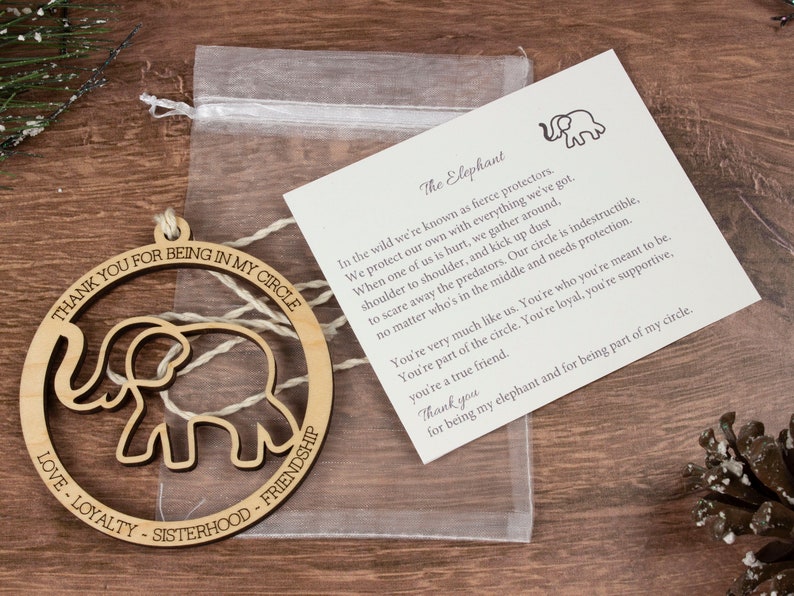 THANK YOU FOR BEING IN MY CIRCLE
LOVE - LOYALTY - SISTERHOOD - FRIENDSHIP
The Elephant
In the wild we're known as fierce protectors.
We protect our own with everything we've got.
When one of us is hurt, we gather around,
shoulder to shoulder, and kick up dust
to scare away the predators. Our circle is indestructible,
no matter who's in the middle and needs protection.
You're very much like us. You're who you're meant to be.
You're part of the circle. You're loyal, you're supportive,
you're a true friend.
Thank you
for being my elephant and for being part of my circle.